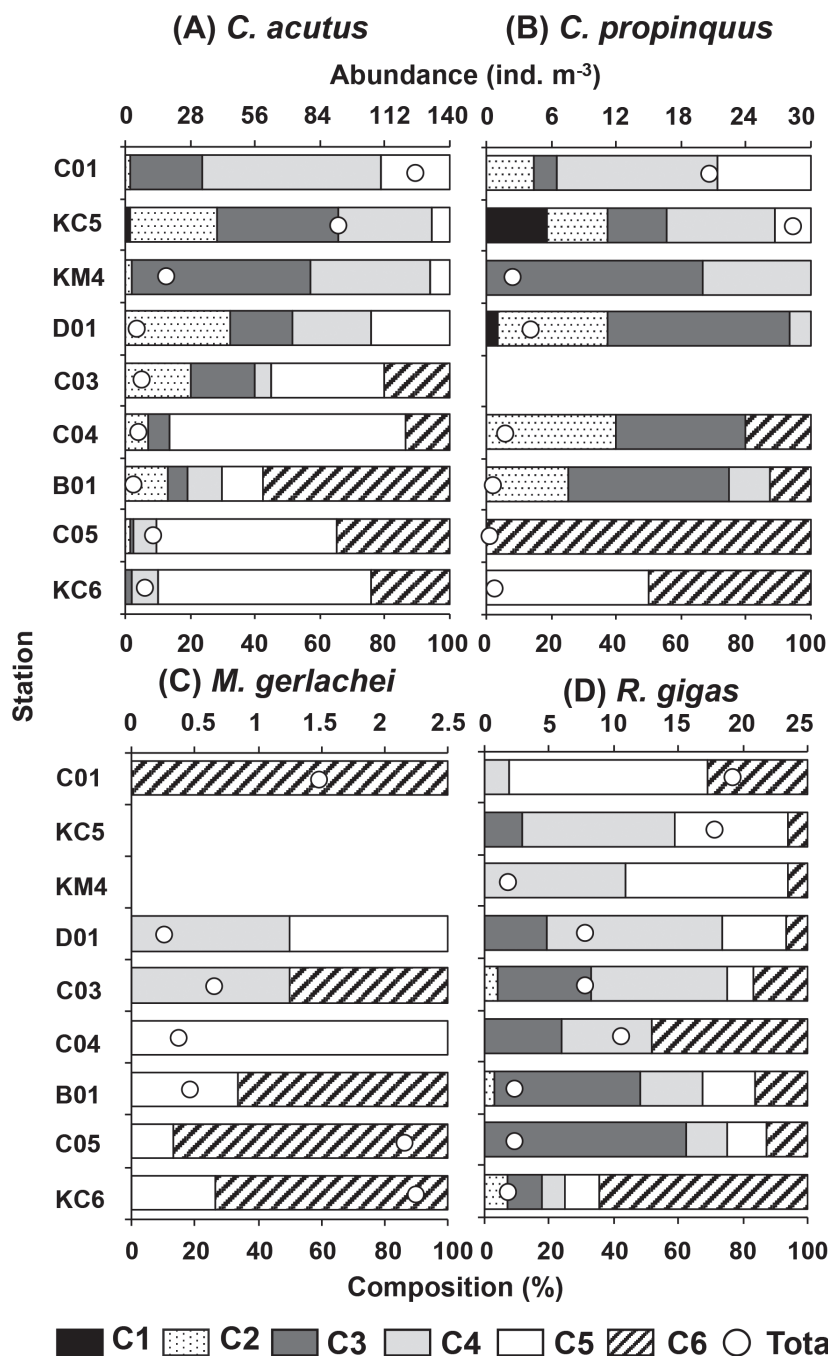 (A) C. acutus (B) C. propinquus
Abundance (ind. m-3)
0 28 56 84 112 140 0 6 12 18 24 30
C01
KC5
KM4
D01
C03
C04
B01
C05
KC6
0 20 40 60 80 100 0 20 40 60 80 100
Station
(C) M. gerlachei (D) R. gigas
0 0.5 1 1.5 2 2.5 0 5 10 15 20 25
C01
KC5
KM4
D01
C03
C04
B01
C05
KC6
0 20 40 60 80 100 0 20 40 60 80 100
Composition (%)
C1 C2 C3 C4 C5 C6 Tota